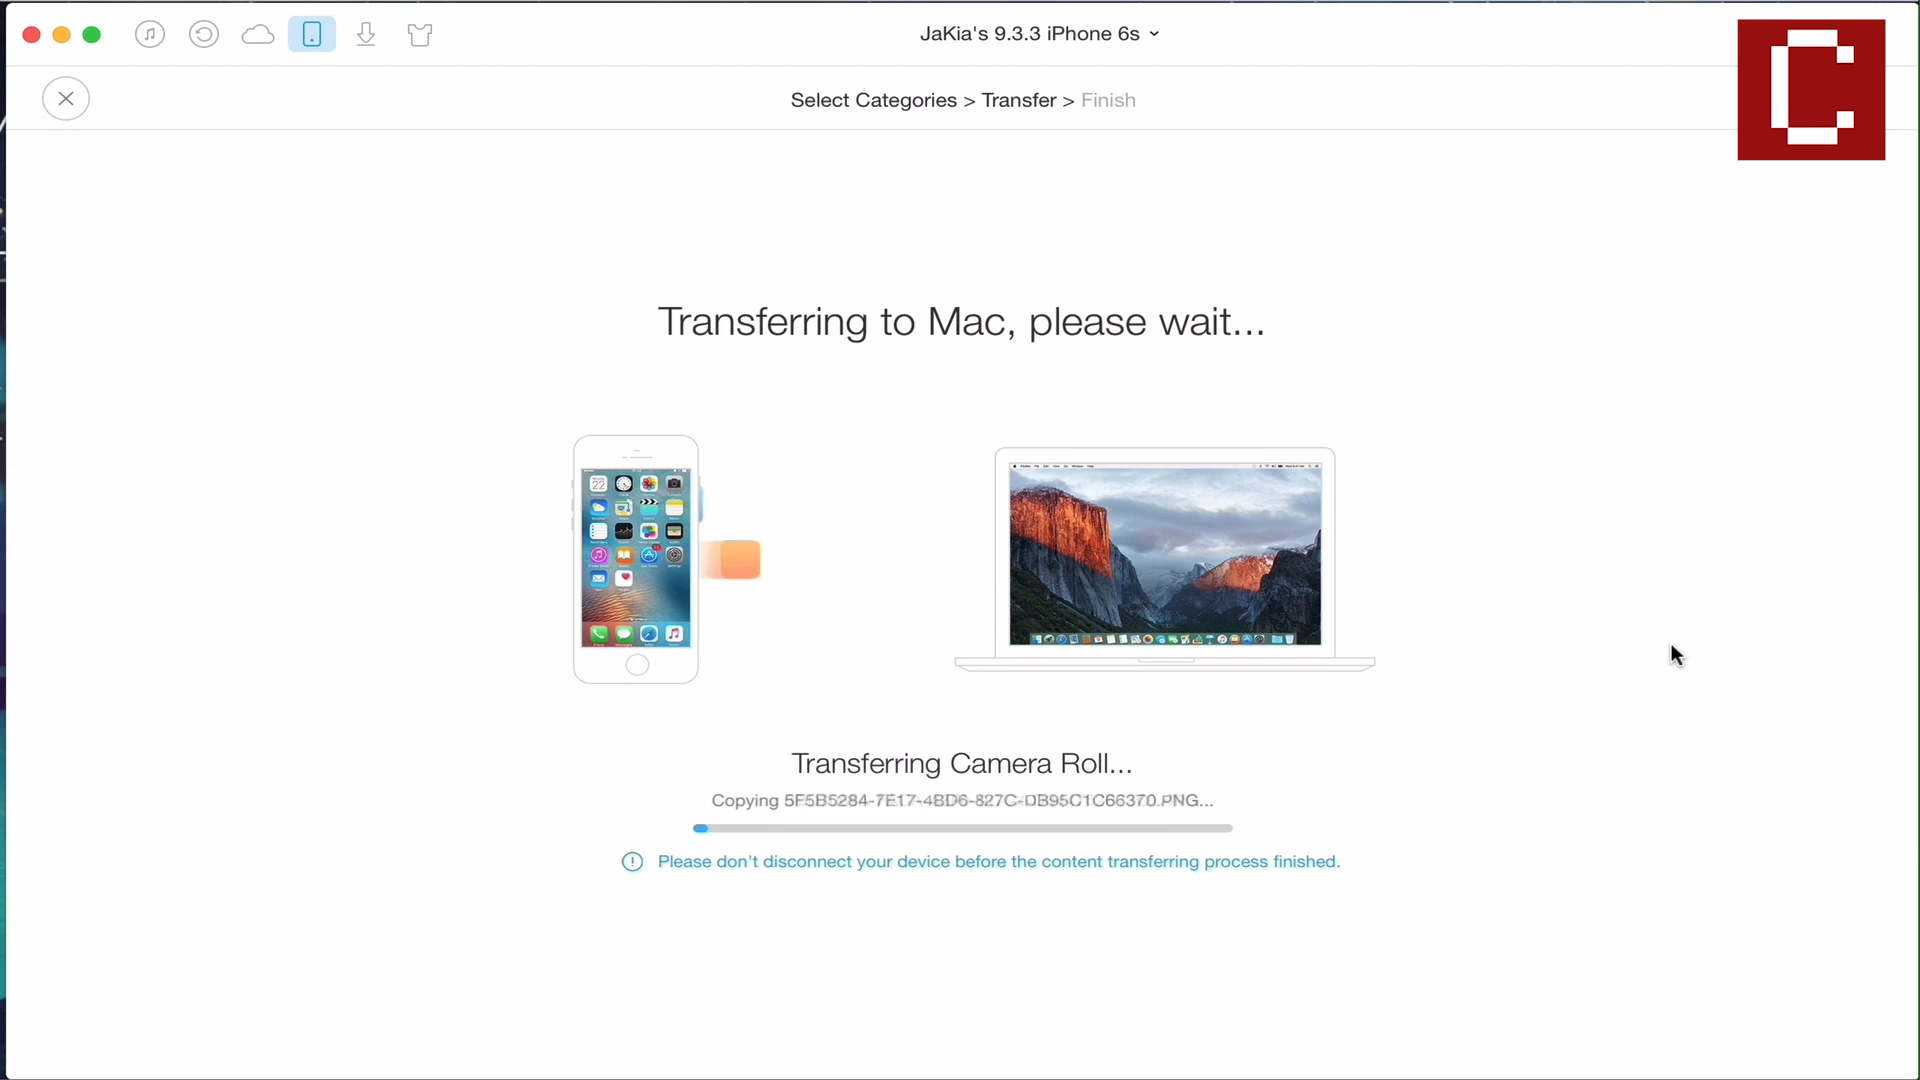 JaKia's 9.3.3 iPhone 6s
Select Categories > Transfer > Finish
C
Transferring to Mac, please wait...
22
Transferring Camera Roll...
Copying 5F5B5284-7E17-4BD6-827C-DB95C1C66370.PNG...
Please don't disconnect your device before the content transferring process finished.